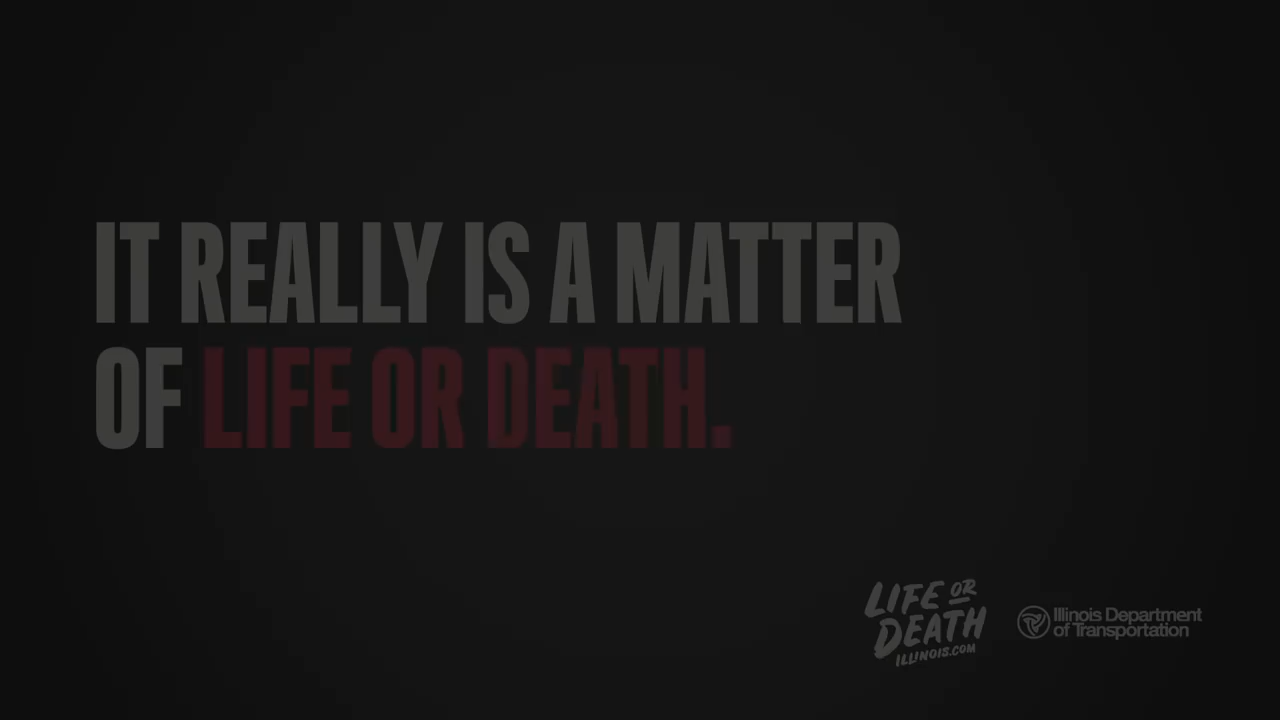 IT REALLY IS A MATTER
OF LIFE OR DEATH.
LIFE OR
DEATH
ILLINOIS.COM
Illinois Department
of Transportation